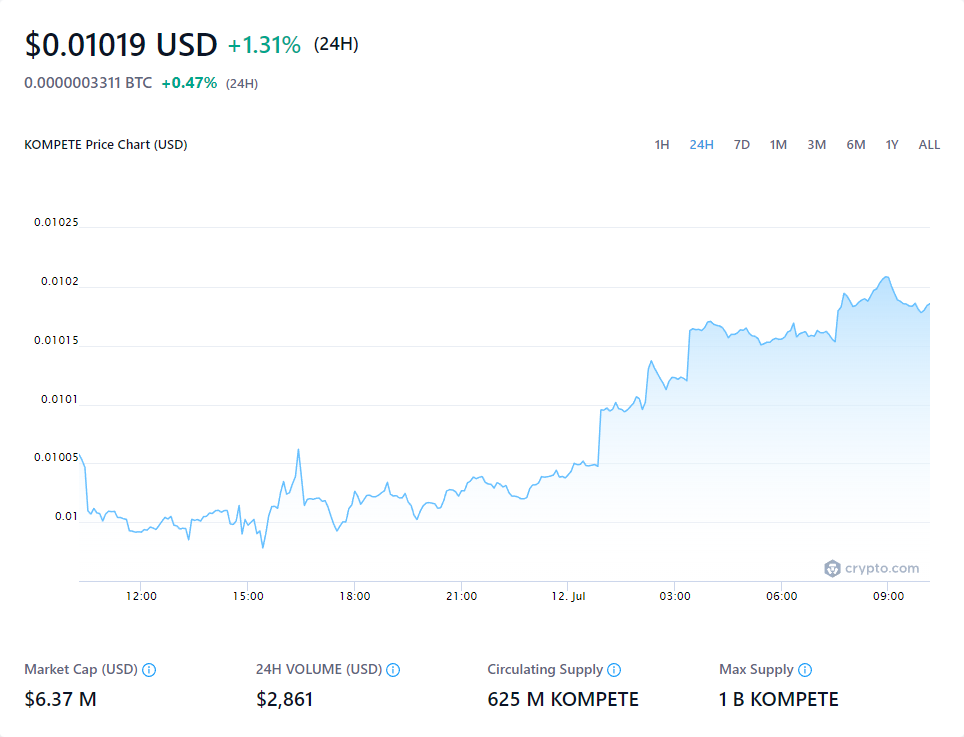 $0.01019 USD +1.31% (24H)
0.0000003311 BTC +0.47% (24H)
KOMPETE Price Chart (USD) 1H 24H 7D 1M 3M 6M 1Y ALL
0.01025
0.0102
0.01015
0.0101
0.01005
0.01
crypto.com
12:00 15:00 18:00 21:00 12. Jul 03:00 06:00 09:00
Market Cap (USD) 24H VOLUME (USD) Circulating Supply Max Supply
$6.37 M $2,861 625 M KOMPETE 1 B KOMPETE